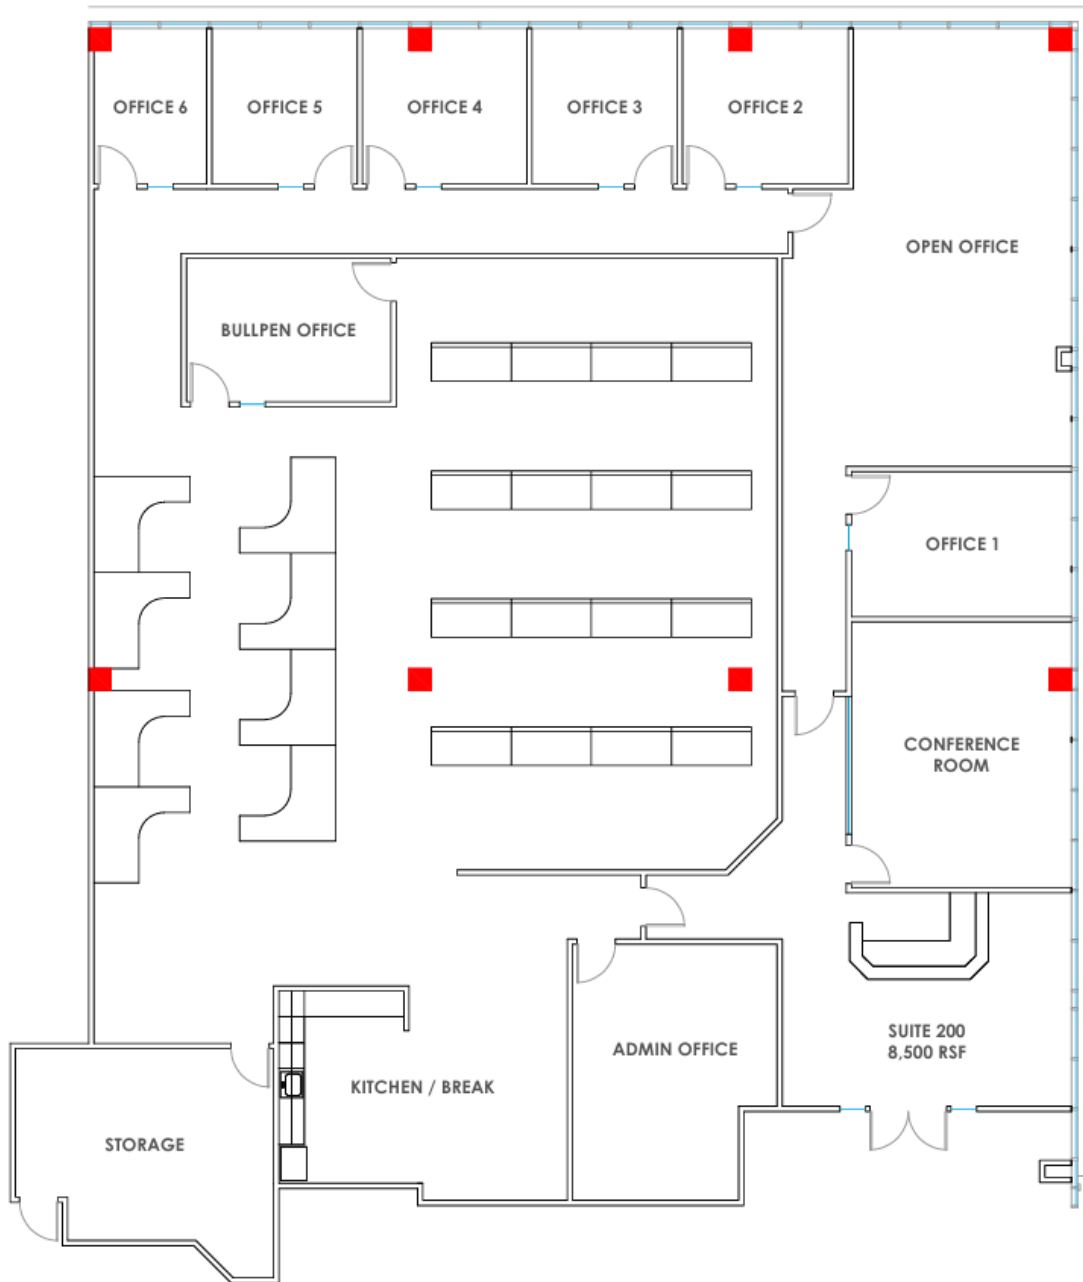 OFFICE 6
OFFICE 5
OFFICE 4
OFFICE 3
OFFICE 2
OPEN OFFICE
BULLPEN OFFICE
OFFICE 1
CONFERENCE
ROOM
SUITE 200
8,500 RSF
ADMIN OFFICE
KITCHEN / BREAK
STORAGE